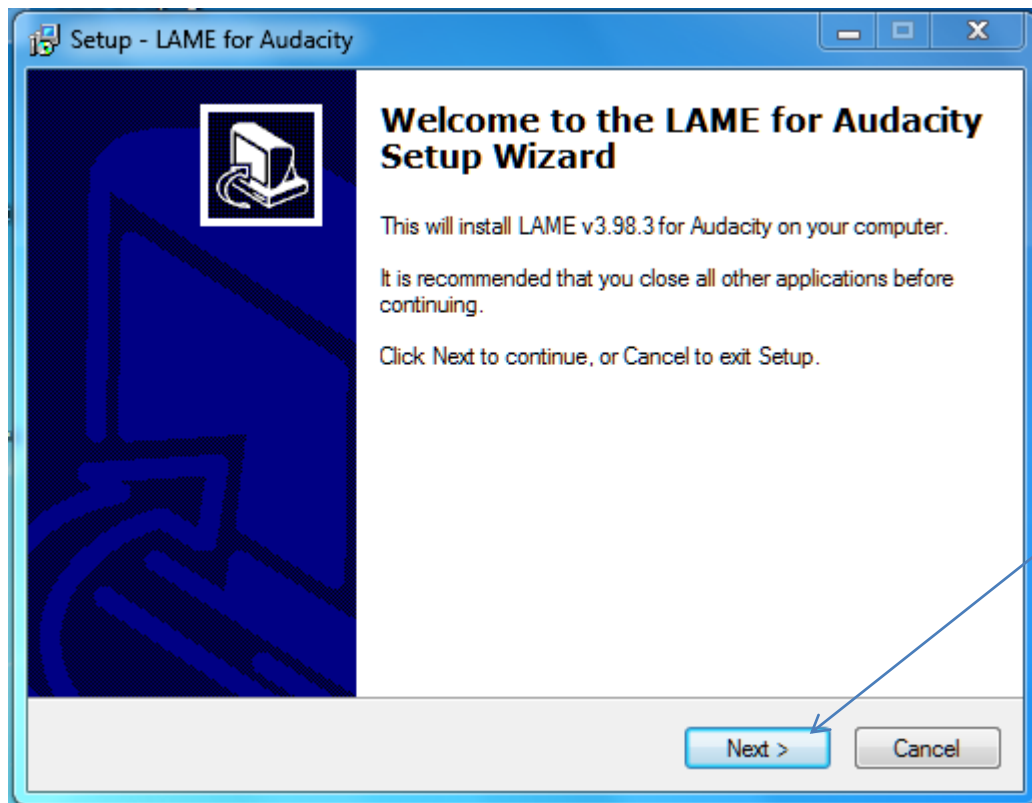 Setup - LAME for Audacity
Welcome to the LAME for Audacity
Setup Wizard
This will install LAME v3.98.3 for Audacity on your computer.
It is recommended that you close all other applications before
continuing.
Click Next to continue, or Cancel to exit Setup.
Next >
Cancel